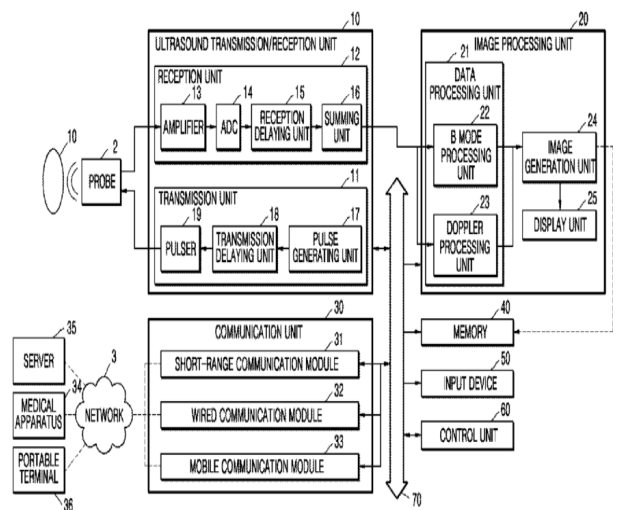 10
ULTRASOUND TRANSMISSION/RECEPTION UNIT
12
RECEPTION UNIT
13
14
15
16
AMPLIFIER
ADC
RECEPTION
DELAYING UNIT
SUMMING
UNIT
10
2
PROBE
11
TRANSMISSION UNIT
19
18
17
PULSER
TRANSMISSION
DELAYING UNIT
PULSE
GENERATING UNIT
20
IMAGE PROCESSING UNIT
21
DATA
PROCESSING UNIT
22
B MODE
PROCESSING
UNIT
24
IMAGE
GENERATION UNIT
23
DOPPLER
PROCESSING
UNIT
25
DISPLAY UNIT
30
COMMUNICATION UNIT
31
SHORT-RANGE COMMUNICATION MODULE
32
WIRED COMMUNICATION MODULE
33
MOBILE COMMUNICATION MODULE
35
SERVER
34
MEDICAL
APPARATUS
PORTABLE
TERMINAL
36
3
NETWORK
40
MEMORY
50
INPUT DEVICE
60
CONTROL UNIT
70